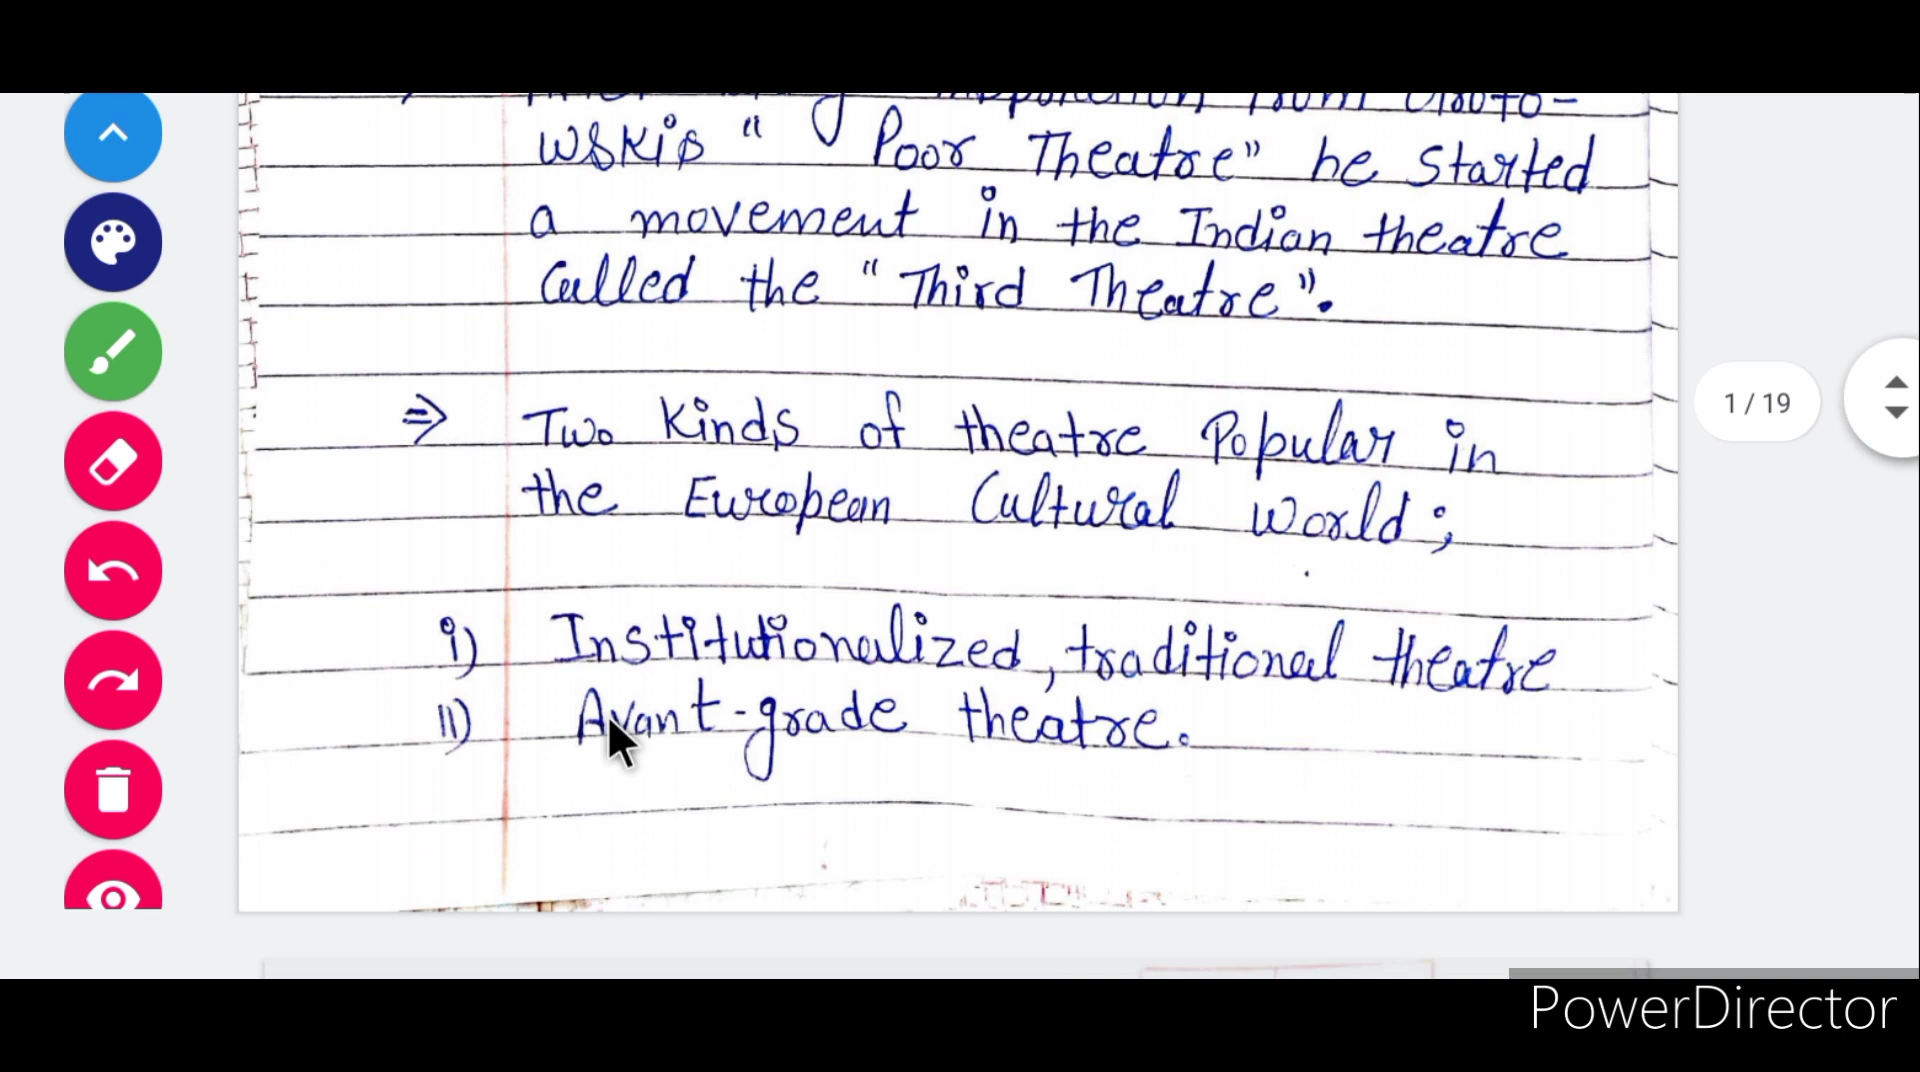 wskis " Poor Theatre" he started
a movement in the Indian theatre
Called the "Third Theatre".
⇒ Two Kinds of theatre Popular in
the European Cultural World;
i) Institutionalized, traditional theatre
ii) Avant-grade theatre.
1 / 19
PowerDirector